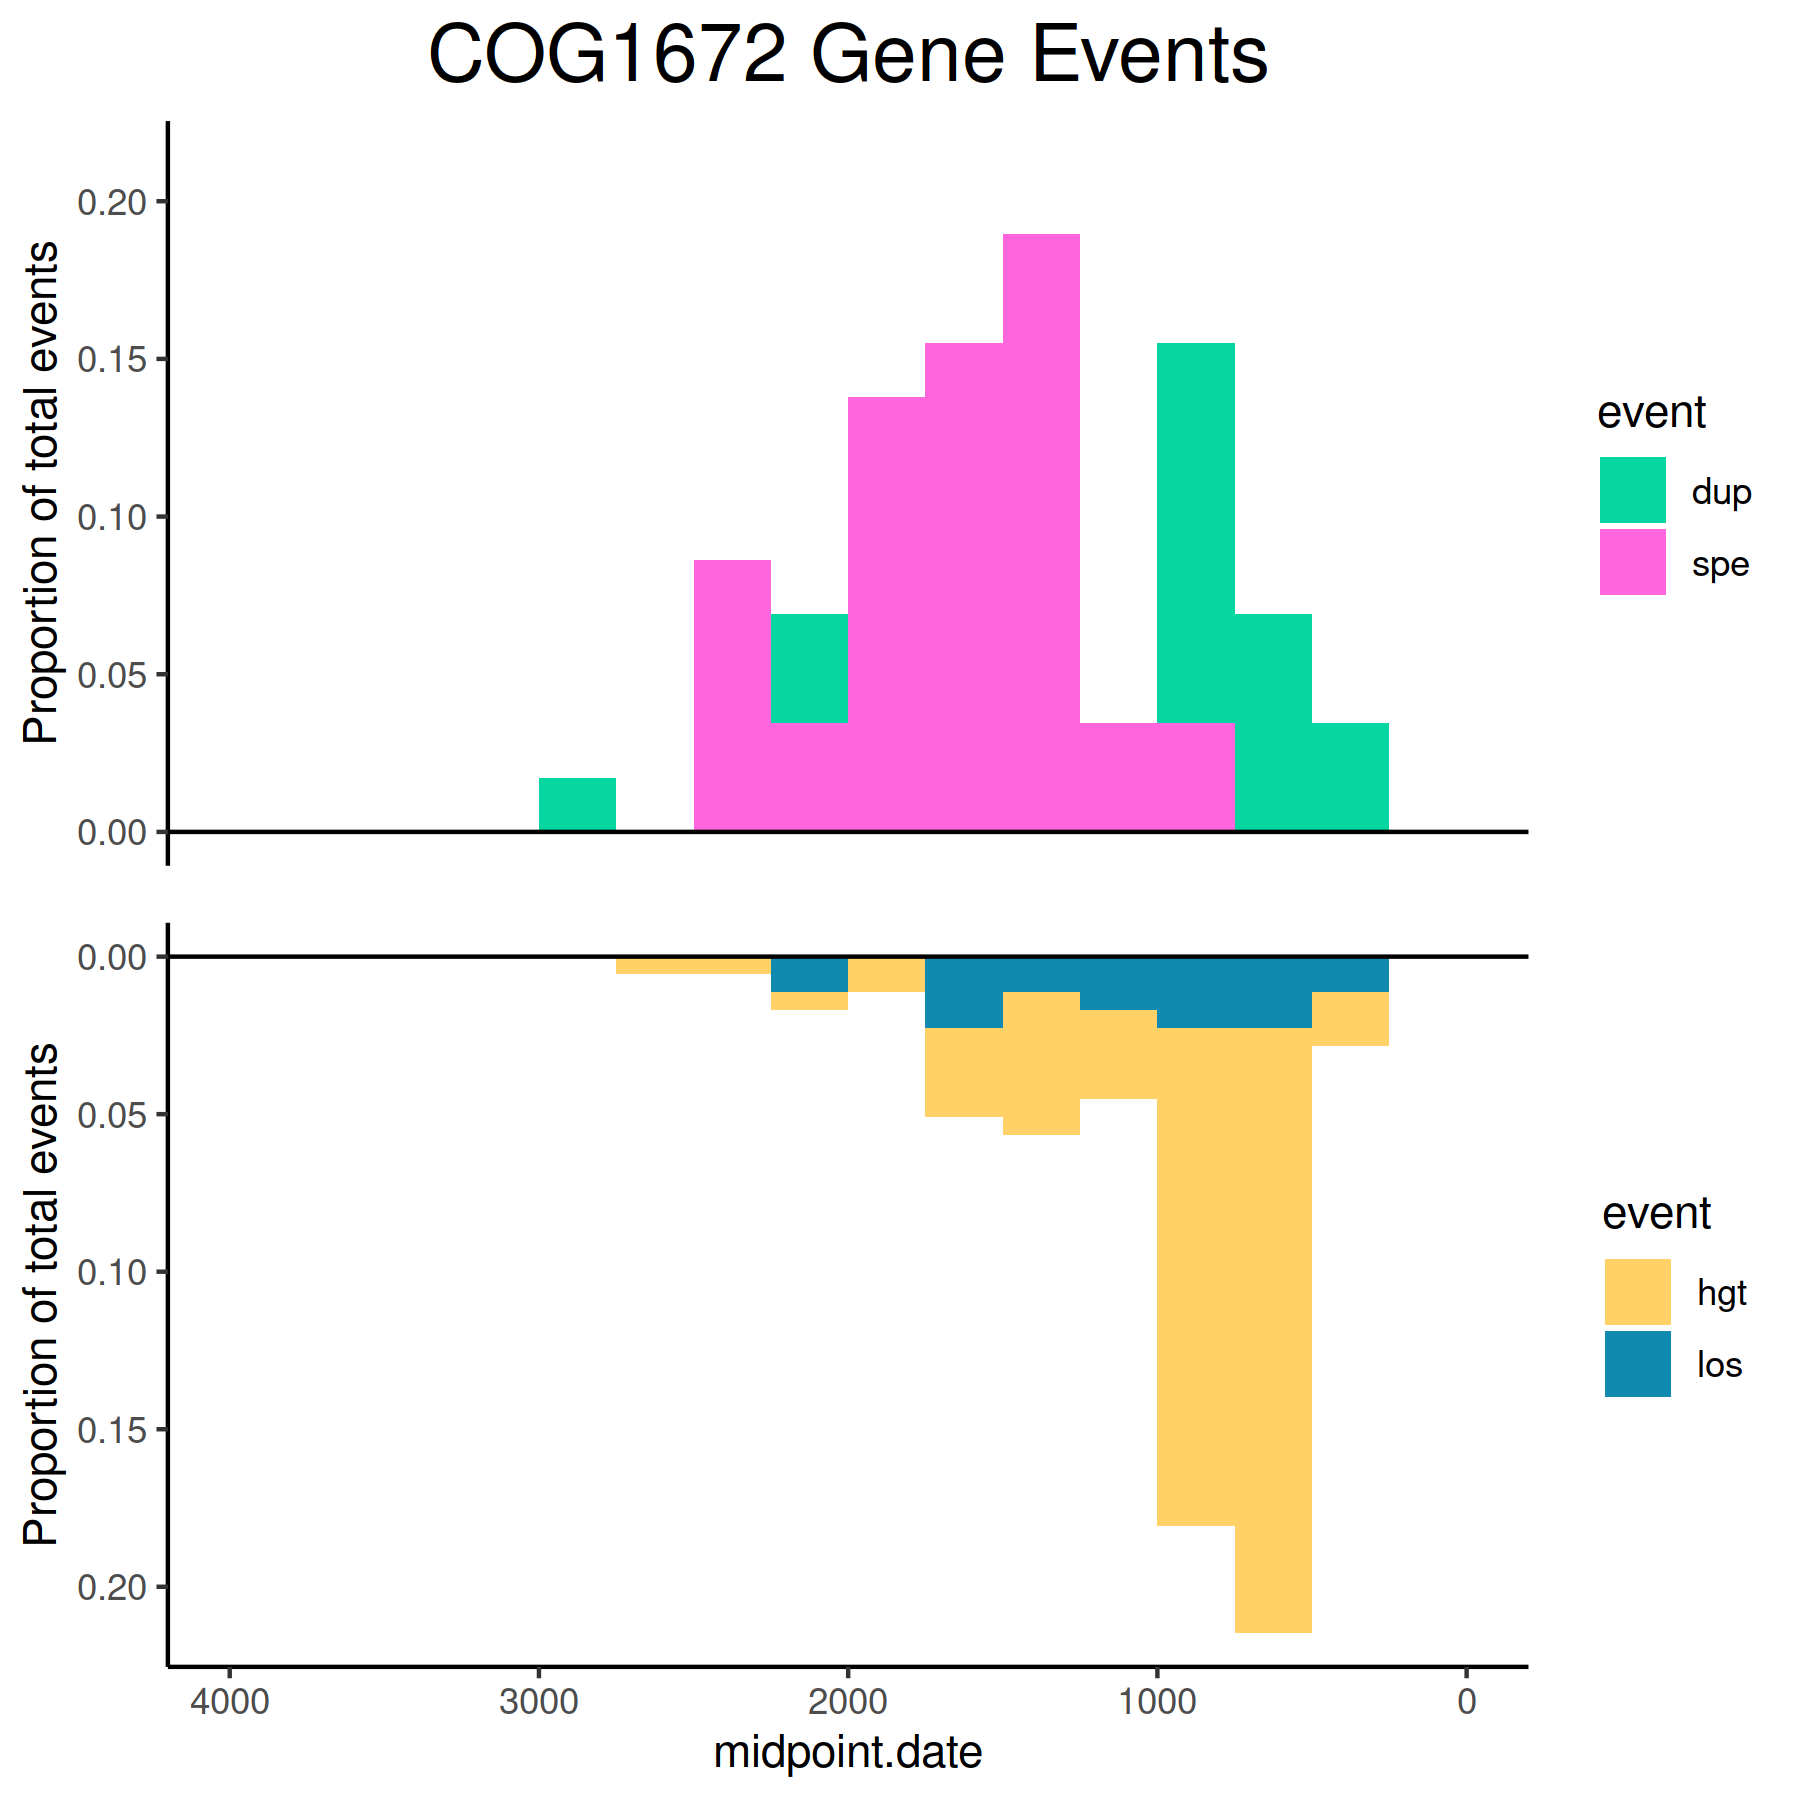 COG1672 Gene Events
Proportion of total events
0.20
0.15
0.10
0.05
0.00
event
dup
spe
Proportion of total events
0.00
0.05
0.10
0.15
0.20
event
hgt
los
4000 3000 2000 1000 0
midpoint.date